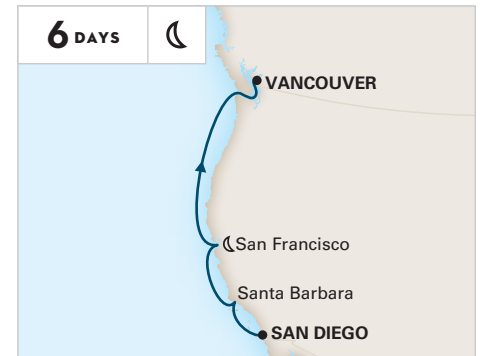 6 DAYS
VANCOUVER
San Francisco
Santa Barbara
SAN DIEGO